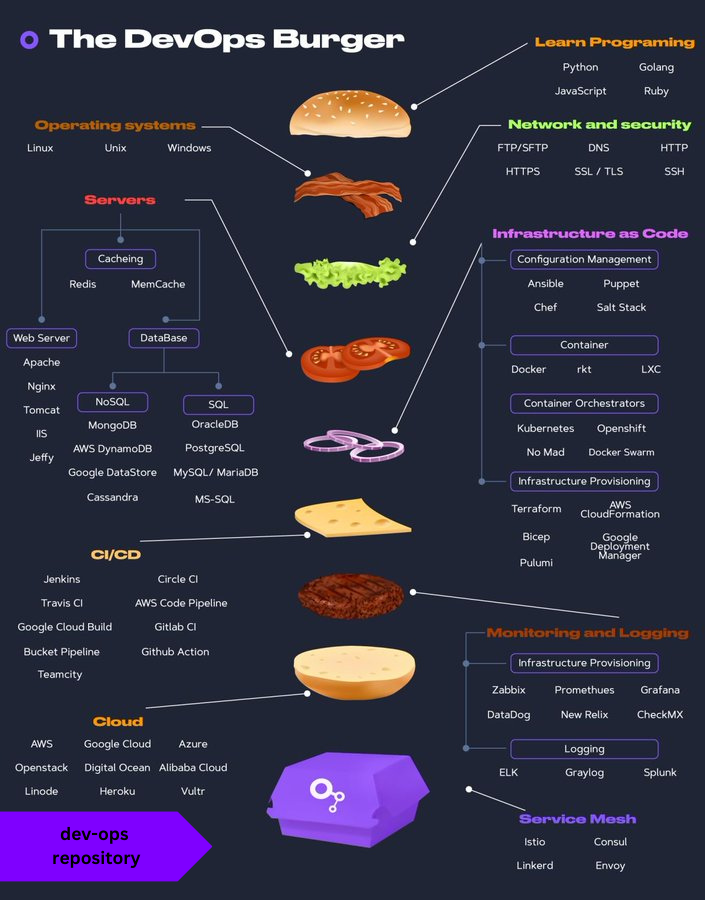 The DevOps Burger
Learn Programing
Python Golang
JavaScript Ruby
Operating systems
Linux Unix Windows
Network and security
FTP/SFTP DNS HTTP
HTTPS SSL / TLS SSH
Servers
Cacheing
Redis MemCache
Web Server
Apache
Nginx
Tomcat
IIS
Jeffy
DataBase
NoSQL
MongoDB
AWS DynamoDB
Google DataStore
Cassandra
SQL
OracleDB
PostgreSQL
MySQL/ MariaDB
MS-SQL
Infrastructure as Code
Configuration Management
Ansible Puppet
Chef Salt Stack
Container
Docker rkt LXC
Container Orchestrators
Kubernetes Openshift
No Mad Docker Swarm
Infrastructure Provisioning
Terraform
AWS
CloudFormation
Bicep
Google
Deployment
Manager
Pulumi
CI/CD
Jenkins Circle CI
Travis CI AWS Code Pipeline
Google Cloud Build Gitlab CI
Bucket Pipeline Github Action
Teamcity
Monitoring and Logging
Infrastructure Provisioning
Zabbix Promethues Grafana
DataDog New Relix CheckMX
Logging
ELK Graylog Splunk
Cloud
AWS Google Cloud Azure
Openstack Digital Ocean Alibaba Cloud
Linode Heroku Vultr
Service Mesh
Istio Consul
Linkerd Envoy
dev-ops
repository